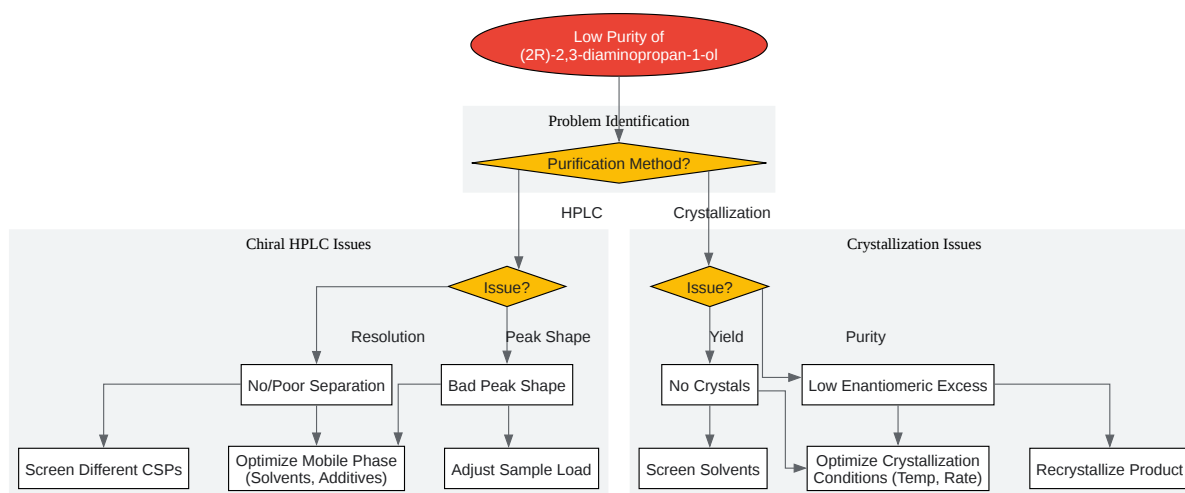 Low Purity of
(2R)-2,3-diaminopropan-1-ol
Problem Identification
Purification Method?
HPLC
Crystallization
Chiral HPLC Issues
Crystallization Issues
Issue?
Issue?
Resolution
Peak Shape
Yield
Purity
No/Poor Separation
Bad Peak Shape
No Crystals
Low Enantiomeric Excess
Screen Different CSPs
Optimize Mobile Phase
(Solvents, Additives)
Adjust Sample Load
Screen Solvents
Optimize Crystallization
Conditions (Temp, Rate)
Recrystallize Product